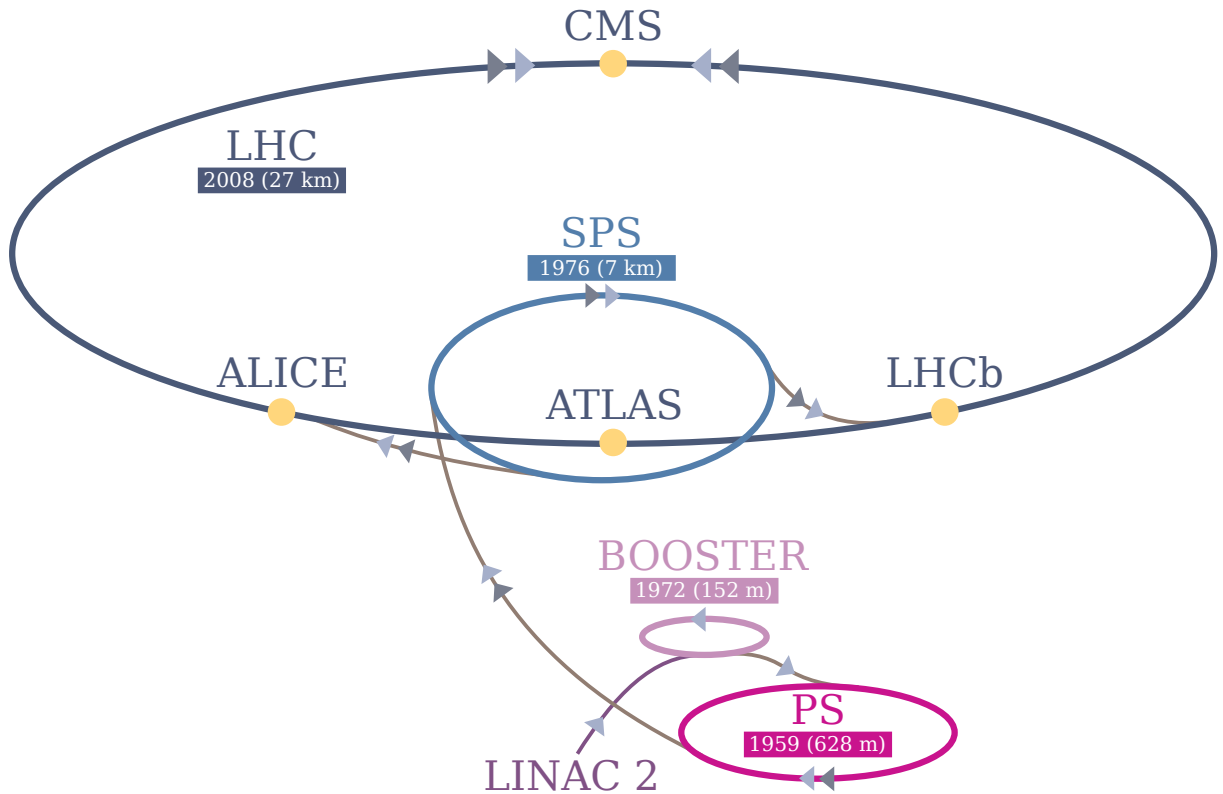 CMS
LHC
2008 (27 km)
SPS
1976 (7 km)
ALICE
ATLAS
LHCb
BOOSTER
1972 (152 m)
PS
1959 (628 m)
LINAC 2